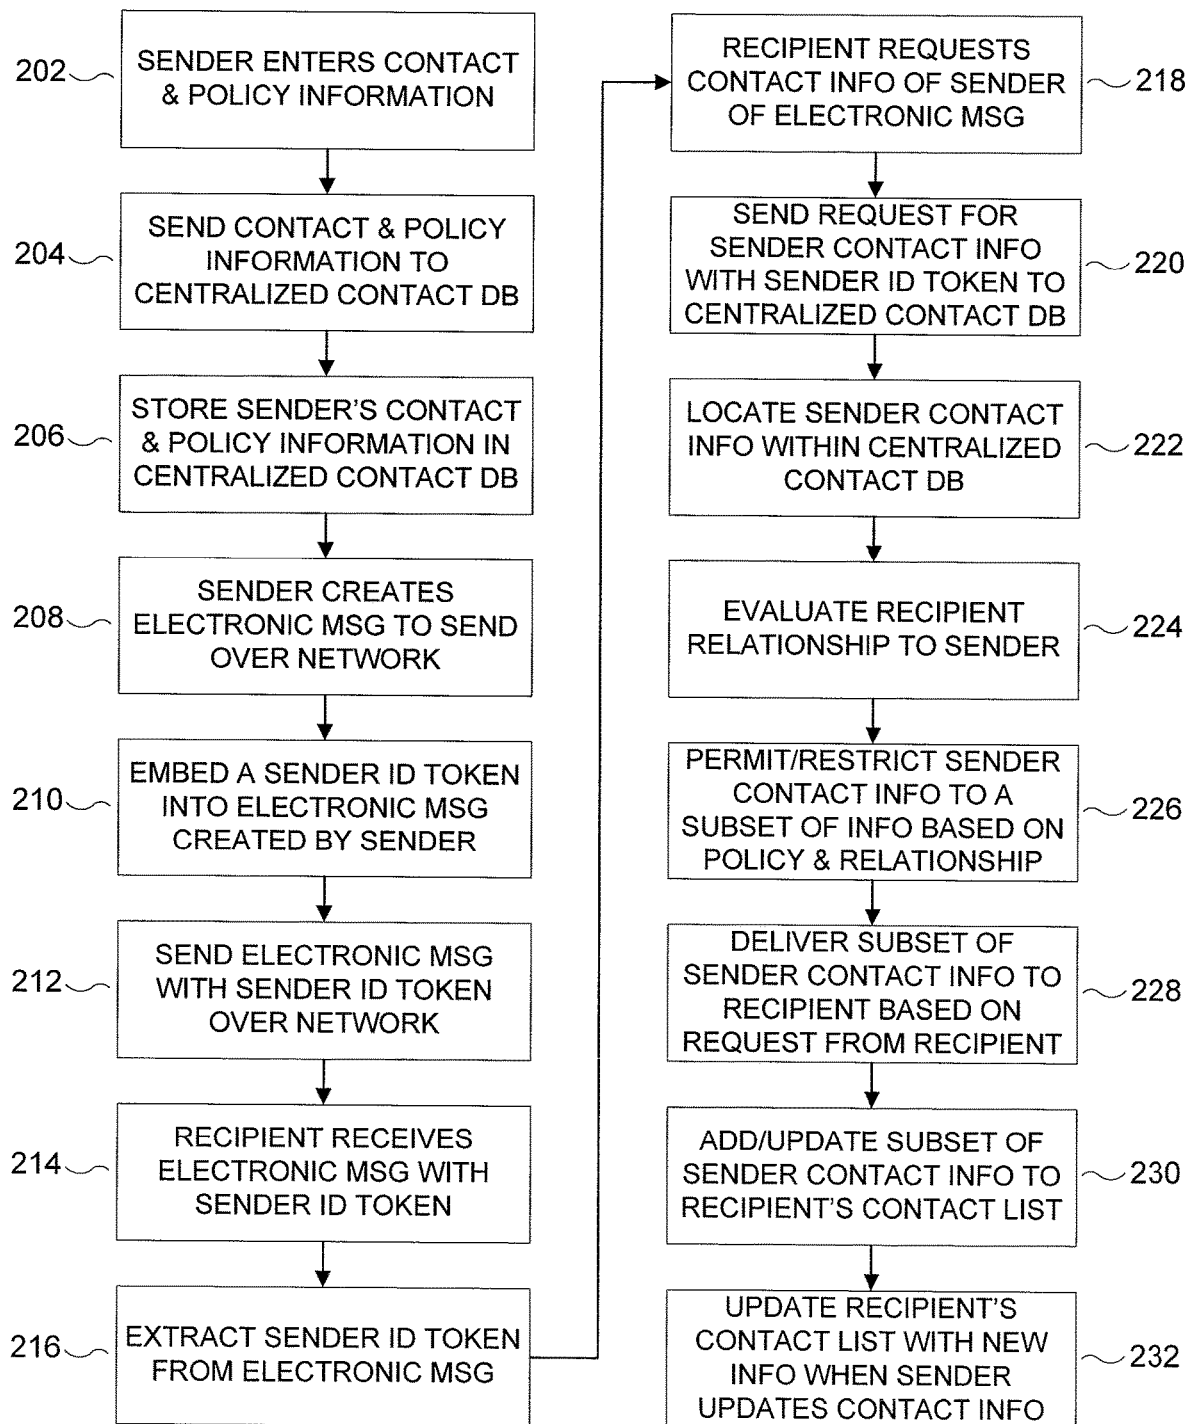 202
SENDER ENTERS CONTACT
& POLICY INFORMATION
204
SEND CONTACT & POLICY
INFORMATION TO
CENTRALIZED CONTACT DB
206
STORE SENDER'S CONTACT
& POLICY INFORMATION IN
CENTRALIZED CONTACT DB
208
SENDER CREATES
ELECTRONIC MSG TO SEND
OVER NETWORK
210
EMBED A SENDER ID TOKEN
INTO ELECTRONIC MSG
CREATED BY SENDER
212
SEND ELECTRONIC MSG
WITH SENDER ID TOKEN
OVER NETWORK
214
RECIPIENT RECEIVES
ELECTRONIC MSG WITH
SENDER ID TOKEN
216
EXTRACT SENDER ID TOKEN
FROM ELECTRONIC MSG
RECIPIENT REQUESTS
CONTACT INFO OF SENDER
OF ELECTRONIC MSG
218
SEND REQUEST FOR
SENDER CONTACT INFO
WITH SENDER ID TOKEN TO
CENTRALIZED CONTACT DB
220
LOCATE SENDER CONTACT
INFO WITHIN CENTRALIZED
CONTACT DB
222
EVALUATE RECIPIENT
RELATIONSHIP TO SENDER
224
PERMIT/RESTRICT SENDER
CONTACT INFO TO A
SUBSET OF INFO BASED ON
POLICY & RELATIONSHIP
226
DELIVER SUBSET OF
SENDER CONTACT INFO TO
RECIPIENT BASED ON
REQUEST FROM RECIPIENT
228
ADD/UPDATE SUBSET OF
SENDER CONTACT INFO TO
RECIPIENT'S CONTACT LIST
230
UPDATE RECIPIENT'S
CONTACT LIST WITH NEW
INFO WHEN SENDER
UPDATES CONTACT INFO
232